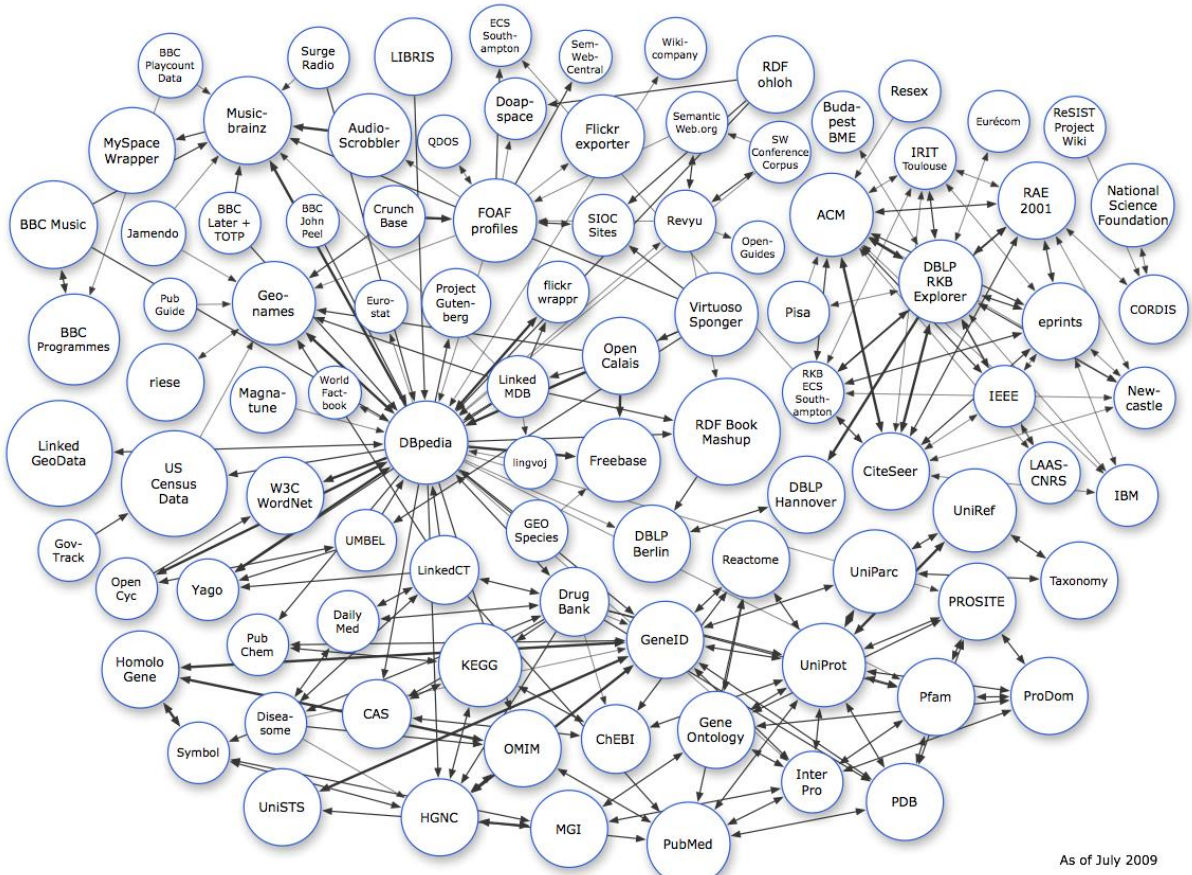 ECS
South-
ampton
BBC
Playcount
Data
Surge
Radio
LIBRIS
Sem-
Web-
Central
Wiki-
company
RDF
ohloh
Resex
Music-
brainz
Audio-
Scrobbler
Doap-
space
Flickr
exporter
Semantic
Web.org
Buda-
pest
BME
Eurécom
ReSIST
Project
Wiki
MySpace
Wrapper
QDOS
SW
Conference
Corpus
IRIT
Toulouse
RAE
2001
National
Science
Foundation
BBC Music
Jamendo
BBC
Later +
TOTP
BBC
John
Peel
Crunch
Base
FOAF
profiles
SIOC
Sites
Revyu
Open-
Guides
ACM
DBLP
RKB
Explorer
Pub
Guide
Geo-
names
Euro-
stat
Project
Guten-
berg
flickr
wrappr
Virtuoso
Sponger
Pisa
eprints
CORDIS
BBC
Programmes
riese
Magna-
tune
World
Fact-
book
Linked
MDB
Open
Calais
RKB
ECS
South-
ampton
IEEE
New-
castle
Linked
GeoData
US
Census
Data
W3C
WordNet
DBpedia
lingvoj
Freebase
RDF Book
Mashup
DBLP
Hannover
CiteSeer
LAAS-
CNRS
IBM
Gov-
Track
Open
Cyc
Yago
UMBEL
LinkedCT
GEO
Species
DBLP
Berlin
Reactome
UniParc
UniRef
Taxonomy
Daily
Med
Drug
Bank
PROSITE
Homolo
Gene
Pub
Chem
KEGG
GeneID
UniProt
Pfam
ProDom
Symbol
Disea-
some
CAS
OMIM
ChEBI
Gene
Ontology
Inter
Pro
PDB
UniSTS
HGNC
MGI
PubMed
As of July 2009